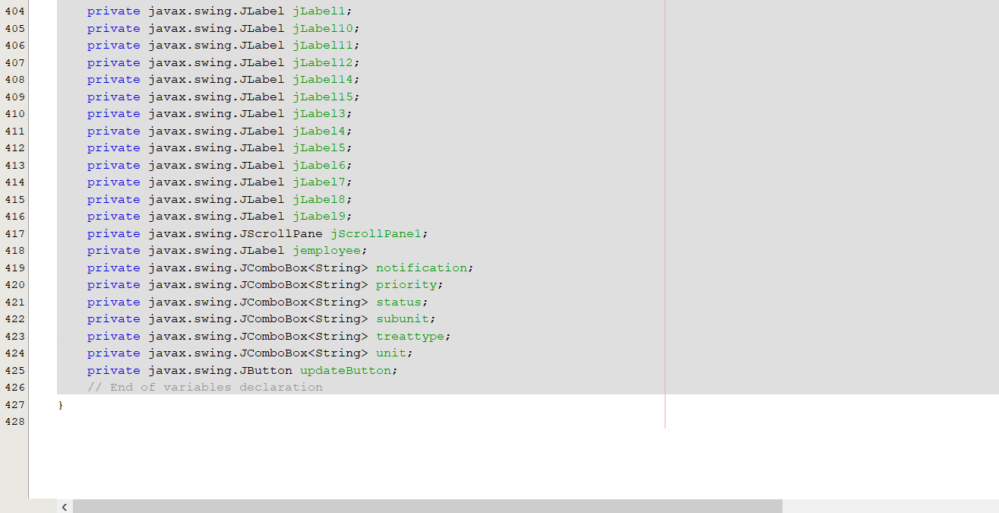 404 private javax.swing.JLabel jLabel1;
405 private javax.swing.JLabel jLabel10;
406 private javax.swing.JLabel jLabel11;
407 private javax.swing.JLabel jLabel12;
408 private javax.swing.JLabel jLabel14;
409 private javax.swing.JLabel jLabel15;
410 private javax.swing.JLabel jLabel3;
411 private javax.swing.JLabel jLabel4;
412 private javax.swing.JLabel jLabel5;
413 private javax.swing.JLabel jLabel6;
414 private javax.swing.JLabel jLabel7;
415 private javax.swing.JLabel jLabel8;
416 private javax.swing.JLabel jLabel9;
417 private javax.swing.JScrollPane jScrollPane1;
418 private javax.swing.JLabel jemployee;
419 private javax.swing.JComboBox<String> notification;
420 private javax.swing.JComboBox<String> priority;
421 private javax.swing.JComboBox<String> status;
422 private javax.swing.JComboBox<String> subunit;
423 private javax.swing.JComboBox<String> treattype;
424 private javax.swing.JComboBox<String> unit;
425 private javax.swing.JButton updateButton;
426 // End of variables declaration
427 }
428